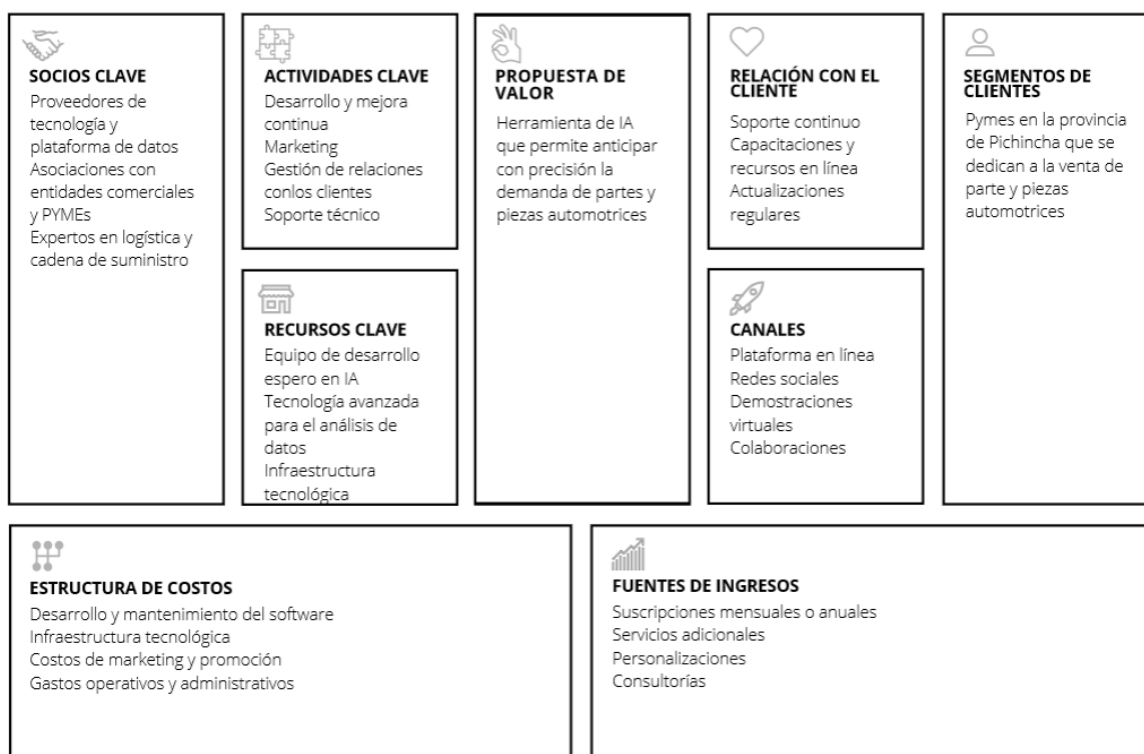 SOCIOS CLAVE
Proveedores de
tecnología y
plataforma de datos
Asociaciones con
entidades comerciales
y PYMEs
Expertos en logística y
cadena de suministro
ACTIVIDADES CLAVE
Desarrollo y mejora
continua
Marketing
Gestión de relaciones
conlos clientes
Soporte técnico
RECURSOS CLAVE
Equipo de desarrollo
espero en IA
Tecnología avanzada
para el análisis de
datos
Infraestructura
tecnológica
PROPUESTA DE
VALOR
Herramienta de IA
que permite anticipar
con precisión la
demanda de partes y
piezas automotrices
RELACIÓN CON EL
CLIENTE
Soporte continuo
Capacitaciones y
recursos en línea
Actualizaciones
regulares
CANALES
Plataforma en línea
Redes sociales
Demostraciones
virtuales
Colaboraciones
SEGMENTOS DE
CLIENTES
Pymes en la provincia
de Pichincha que se
dedican a la venta de
parte y piezas
automotrices
ESTRUCTURA DE COSTOS
Desarrollo y mantenimiento del software
Infraestructura tecnológica
Costos de marketing y promoción
Gastos operativos y administrativos
FUENTES DE INGRESOS
Suscripciones mensuales o anuales
Servicios adicionales
Personalizaciones
Consultorías